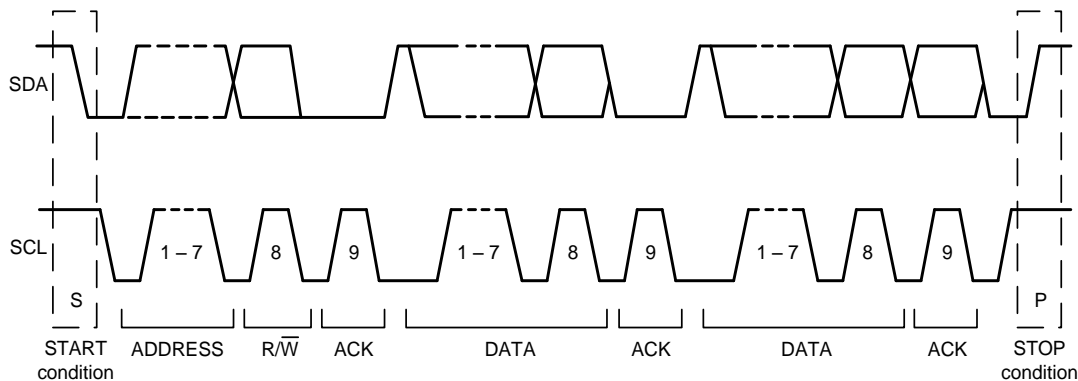 SDA
SCL
1 – 7
8
9
1 – 7
8
9
1 – 7
8
9
S
P
START
condition
ADDRESS
R/W̅
ACK
DATA
ACK
DATA
ACK
STOP
condition